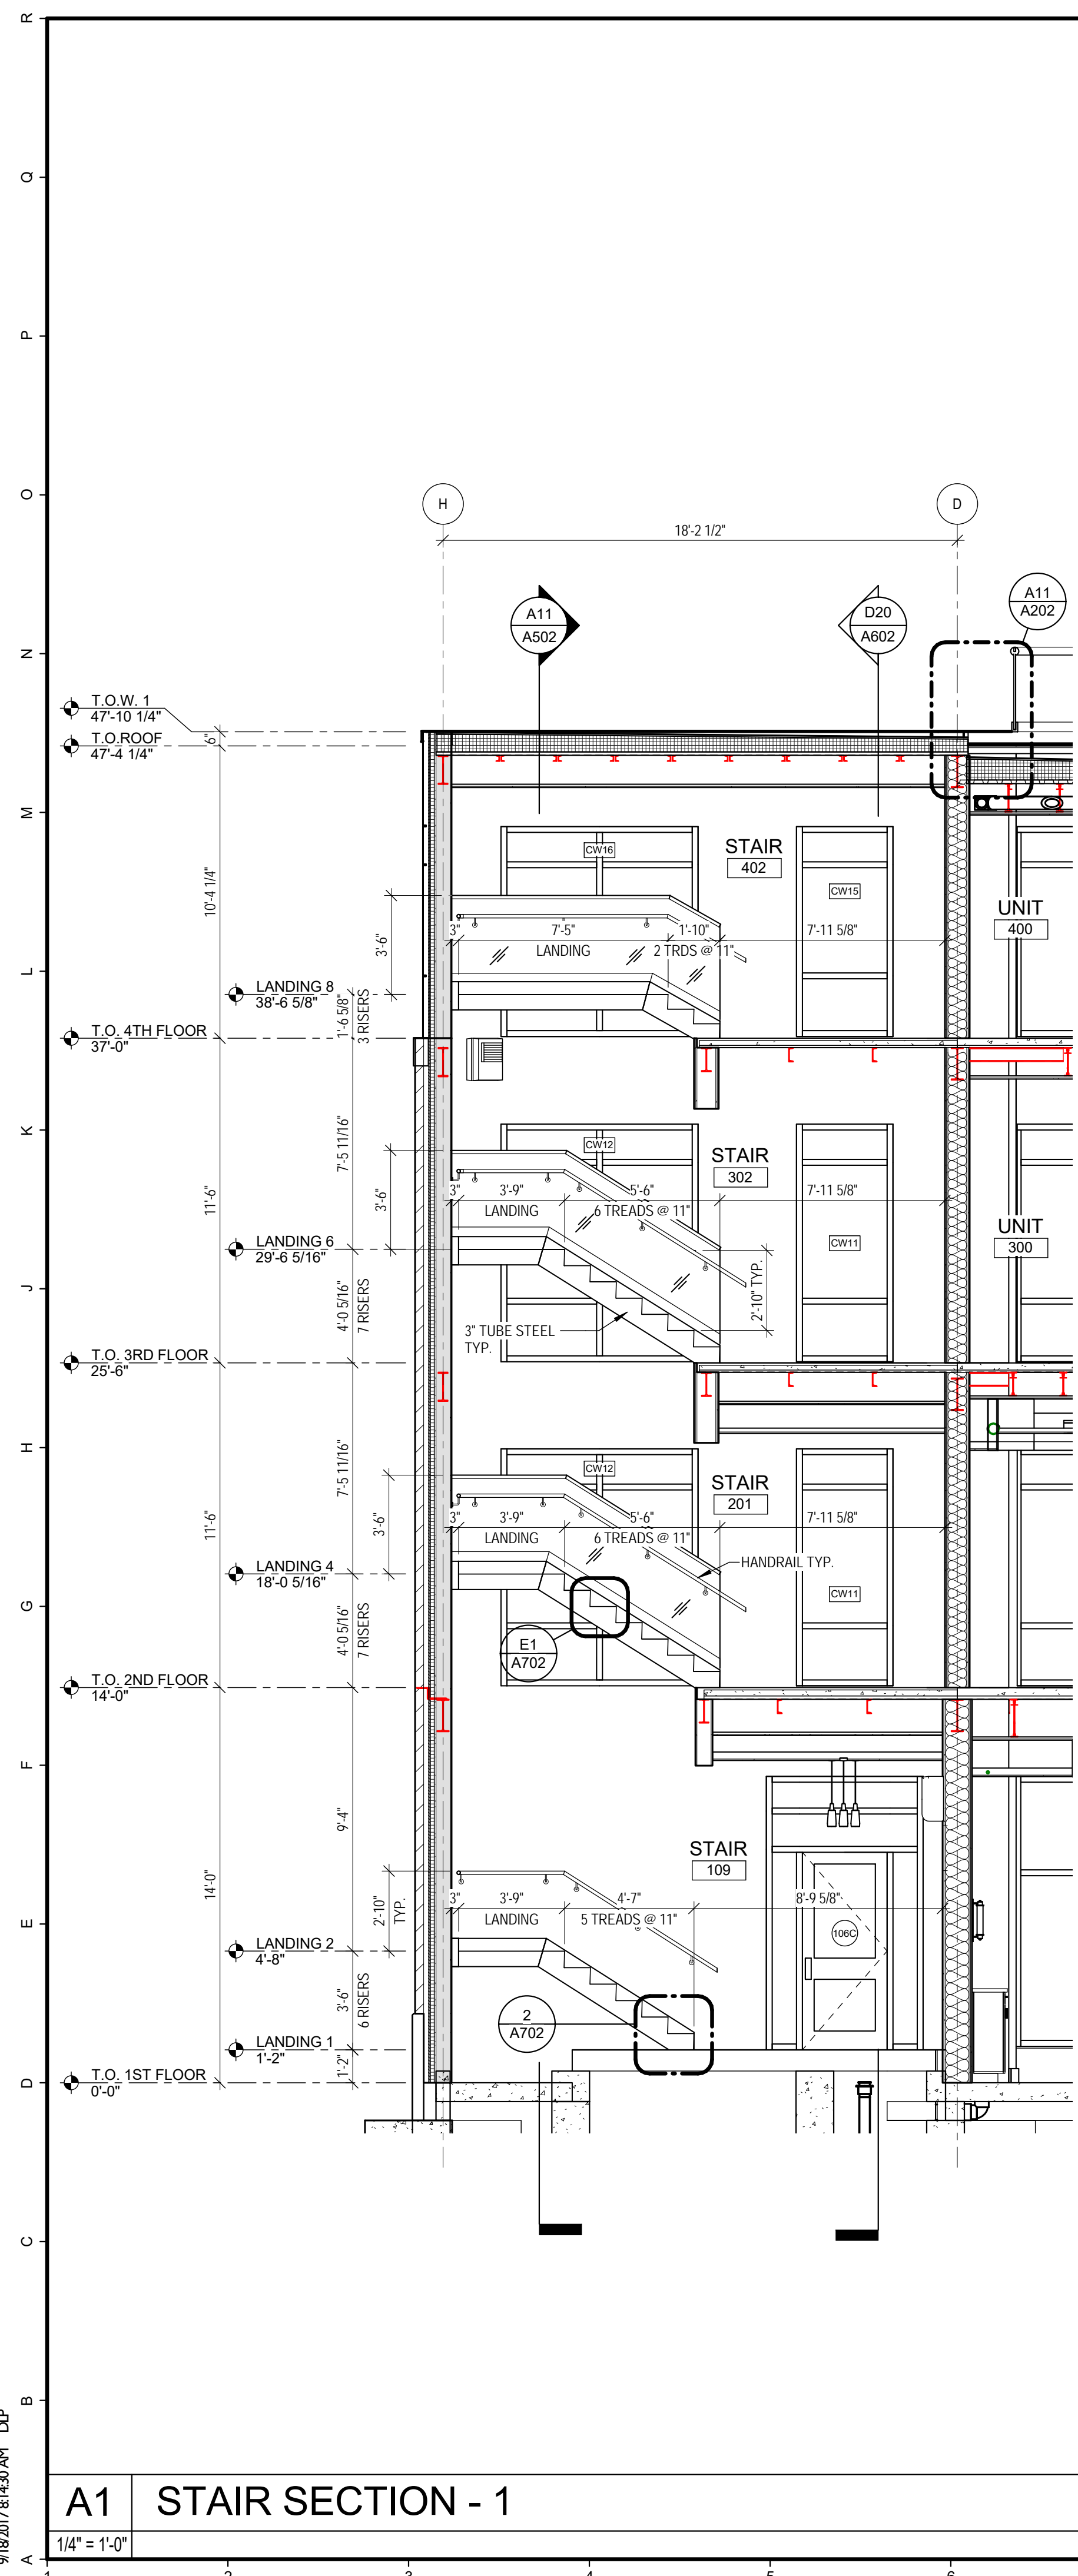 R
Q
P
O
N
M
L
K
J
H
G
F
E
D
C
B
A
H
D
18'-2 1/2"
A11
A502
D20
A602
A11
A202
T.O.W. 1
47'-10 1/4"
T.O.ROOF
47'-4 1/4"
6"
10'-4 1/4"
CW16
STAIR
402
CW15
UNIT
400
3'-6"
3"
7'-5"
1'-10"
7'-11 5/8"
LANDING
2 TRDS @ 11"
LANDING 8
38'-6 5/8"
1'-6 5/8"
3 RISERS
T.O. 4TH FLOOR
37'-0"
11'-6"
7'-5 11/16"
CW12
STAIR
302
3'-6"
3"
3'-9"
5'-6"
7'-11 5/8"
LANDING
6 TREADS @ 11"
CW11
UNIT
300
LANDING 6
29'-6 5/16"
4'-0 5/16"
7 RISERS
2'-10" TYP.
3" TUBE STEEL
TYP.
T.O. 3RD FLOOR
25'-6"
11'-6"
7'-5 11/16"
CW12
STAIR
201
3'-6"
3"
3'-9"
5'-6"
7'-11 5/8"
LANDING
6 TREADS @ 11"
HANDRAIL TYP.
CW11
LANDING 4
18'-0 5/16"
4'-0 5/16"
7 RISERS
E1
A702
T.O. 2ND FLOOR
14'-0"
14'-0"
9'-4"
STAIR
109
2'-10"
TYP.
3"
3'-9"
4'-7"
8'-9 5/8"
LANDING
5 TREADS @ 11"
106C
LANDING 2
4'-8"
3'-6"
6 RISERS
2
A702
LANDING 1
1'-2"
1'-2"
T.O. 1ST FLOOR
0'-0"
9/18/2017 8:14:30 AM DLP
A1
STAIR SECTION - 1
1/4" = 1'-0"
1
2
3
4
5
6